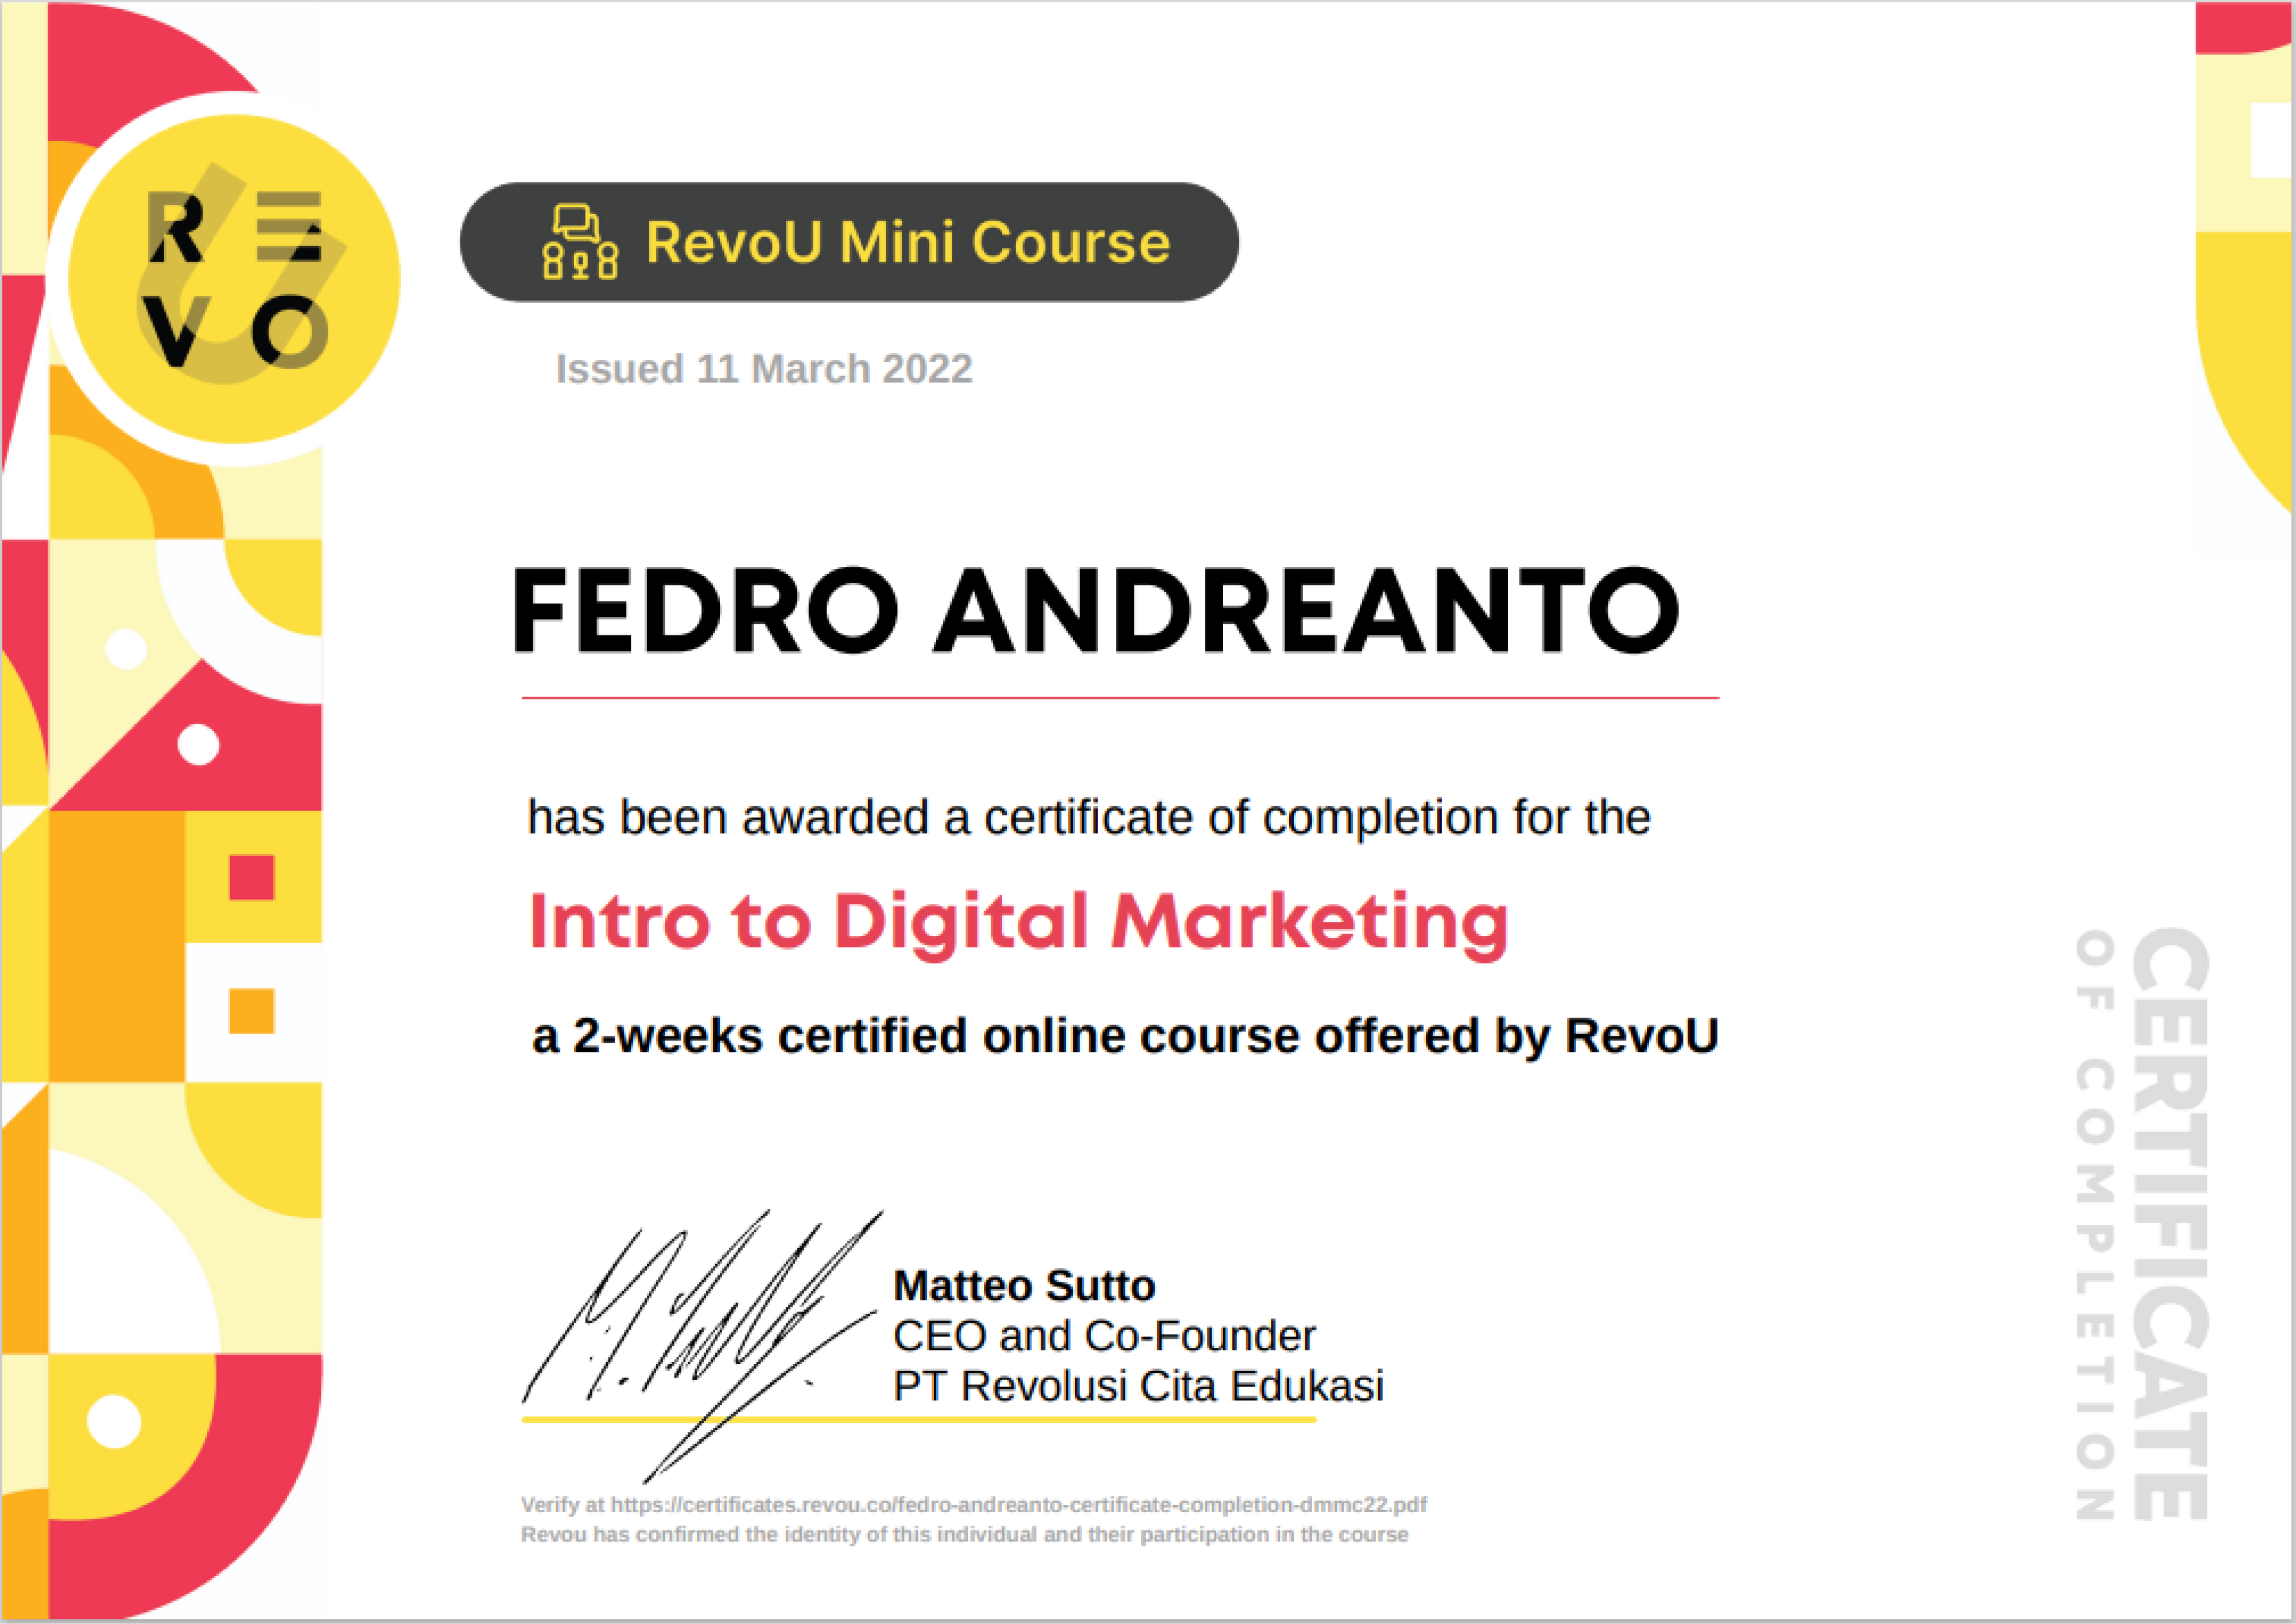 RE
VO
RevoU Mini Course
Issued 11 March 2022
FEDRO ANDREANTO
has been awarded a certificate of completion for the
Intro to Digital Marketing
a 2-weeks certified online course offered by RevoU
Matteo Sutto
CEO and Co-Founder
PT Revolusi Cita Edukasi
Verify at https://certificates.revou.co/fedro-andreanto-certificate-completion-dmmc22.pdf
Revou has confirmed the identity of this individual and their participation in the course
CERTIFICATE
OF COMPLETION